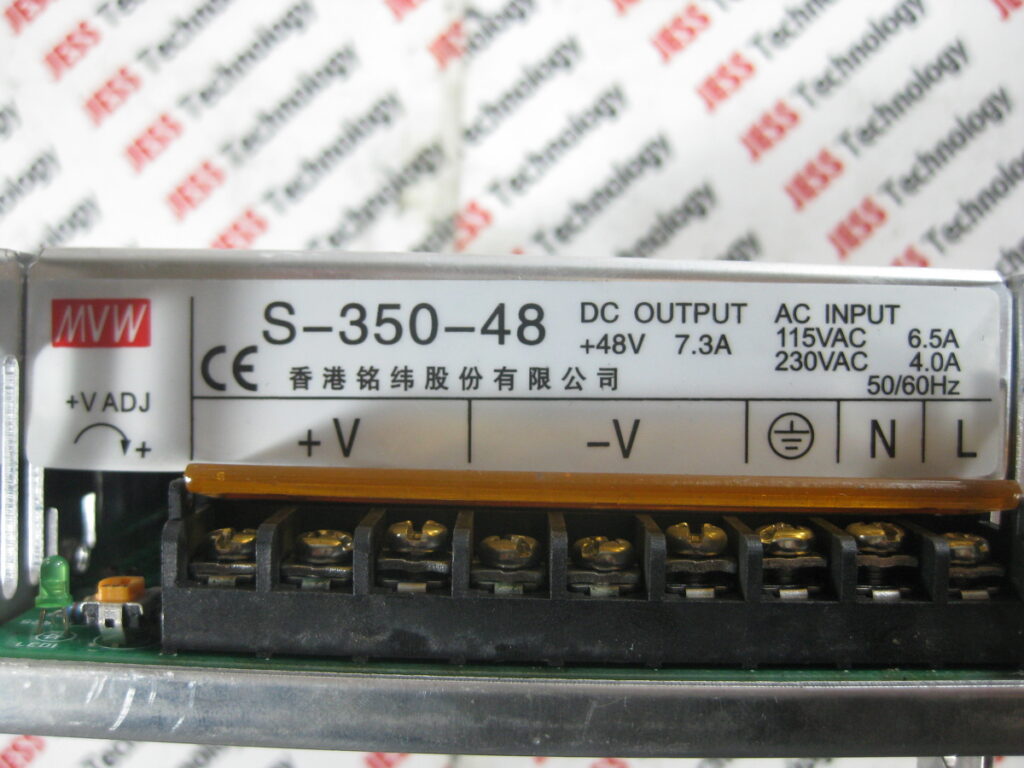 JESS Technology
MVW
S-350-48
DC OUTPUT
+48V 7.3A
AC INPUT
115VAC 6.5A
230VAC 4.0A
50/60Hz
CE
香港铭纬股份有限公司
+V ADJ
+
+V
-V
N
L
LED1